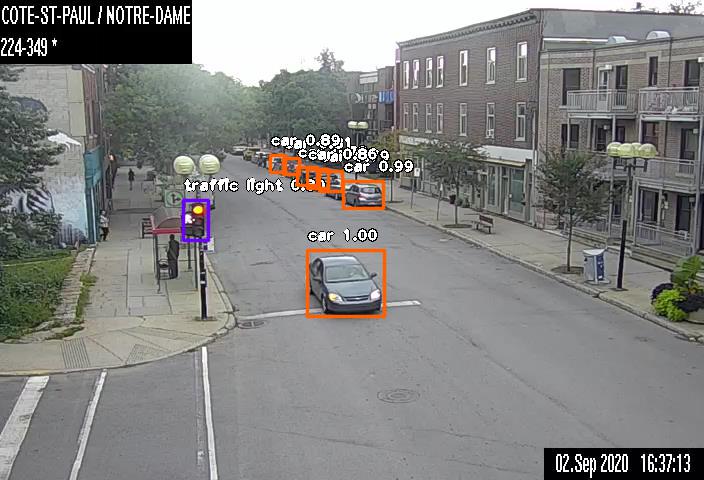 COTE-ST-PAUL / NOTRE-DAME
224-349 *
car 0.89
car 0.99
traffic light 0.
car 1.00
02.Sep 2020 16:37:13